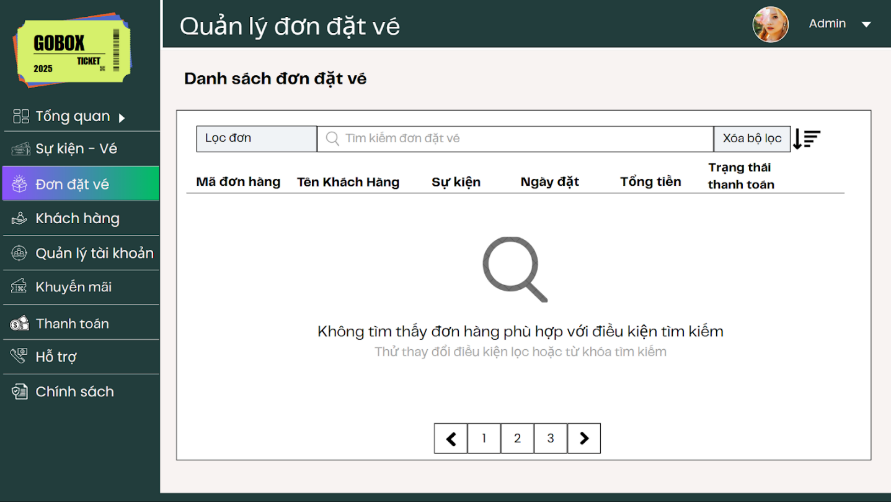 GOBOX
TICKET
2025
Quản lý đơn đặt vé
Admin
Tổng quan
Sự kiện - Vé
Đơn đặt vé
Khách hàng
Quản lý tài khoản
Khuyến mãi
Thanh toán
Hỗ trợ
Chính sách
Danh sách đơn đặt vé
Lọc đơn
Tìm kiếm đơn đặt vé
Xóa bộ lọc
Mã đơn hàng
Tên Khách Hàng
Sự kiện
Ngày đặt
Tổng tiền
Trạng thái
thanh toán
Không tìm thấy đơn hàng phù hợp với điều kiện tìm kiếm
Thử thay đổi điều kiện lọc hoặc từ khóa tìm kiếm
1
2
3